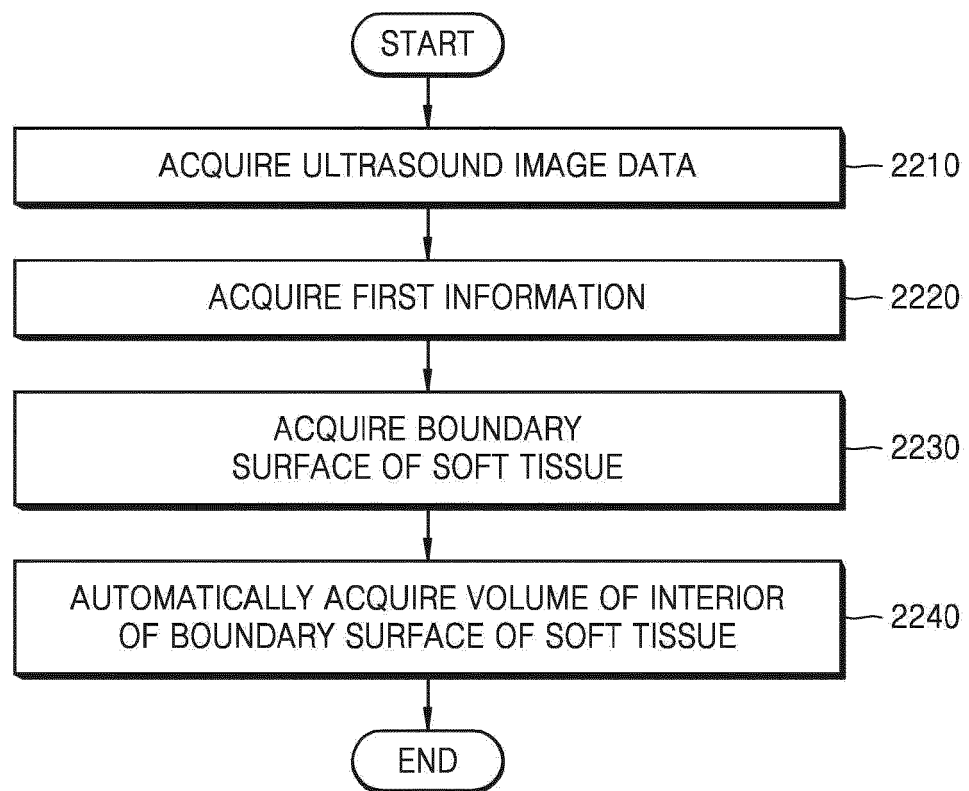 START
ACQUIRE ULTRASOUND IMAGE DATA
2210
ACQUIRE FIRST INFORMATION
2220
ACQUIRE BOUNDARY
SURFACE OF SOFT TISSUE
2230
AUTOMATICALLY ACQUIRE VOLUME OF INTERIOR
OF BOUNDARY SURFACE OF SOFT TISSUE
2240
END